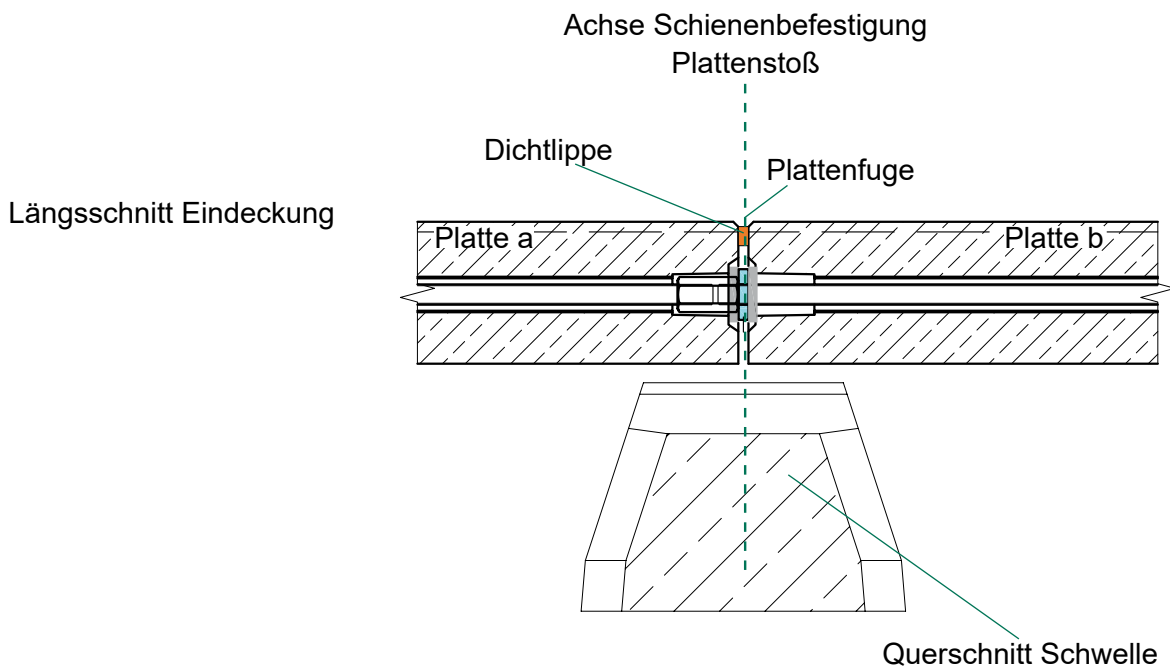 Achse Schienenbefestigung
Plattenstoß
Dichtlippe
Plattenfuge
Längsschnitt Eindeckung
Platte a
Platte b
Querschnitt Schwelle